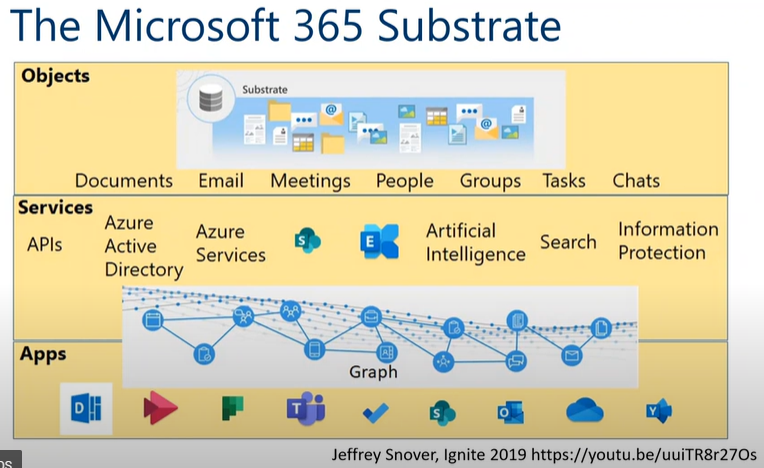 The Microsoft 365 Substrate
Objects
Substrate
Documents Email Meetings People Groups Tasks Chats
Services
APIs
Azure
Active
Directory
Azure
Services
S
E
Artificial
Intelligence
Search
Information
Protection
Graph
Apps
D
T
S
O
Y
Jeffrey Snover, Ignite 2019 https://youtu.be/uuiTR8r27Os
os